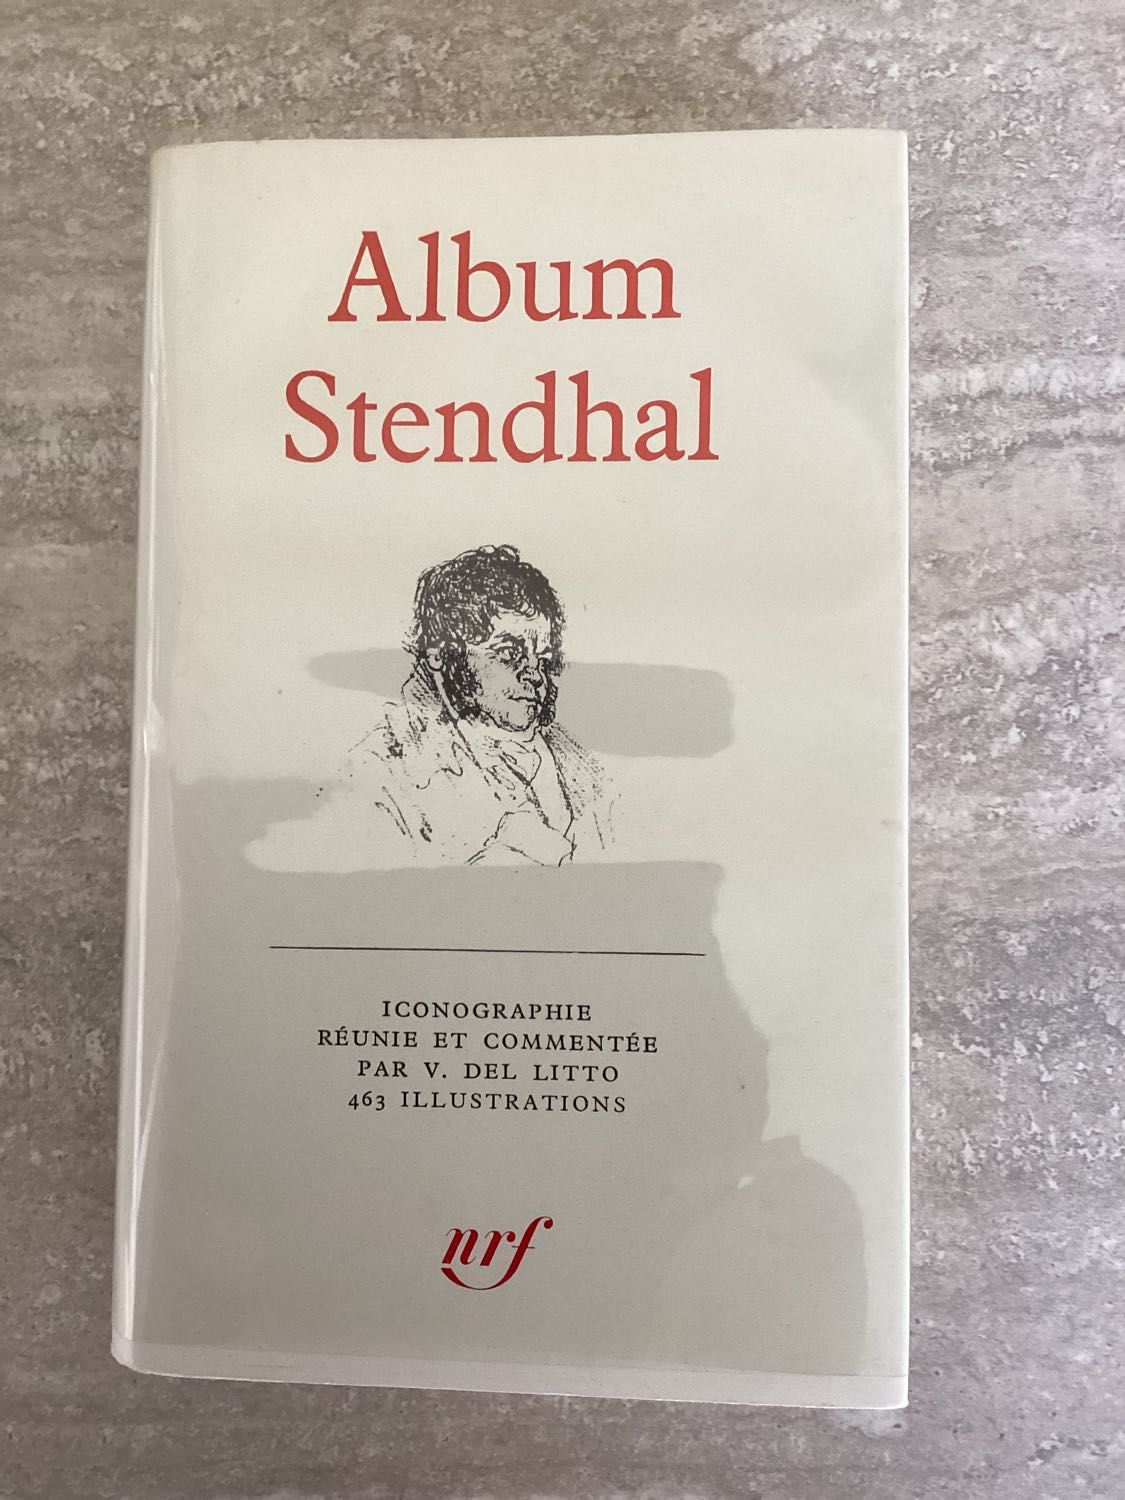 Album
Stendhal
ICONOGRAPHIE
RÉUNIE ET COMMENTÉE
PAR V. DEL LITTO
463 ILLUSTRATIONS
nrf